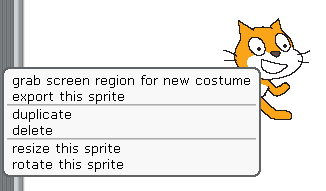 grab screen region for new costume
export this sprite
duplicate
delete
resize this sprite
rotate this sprite